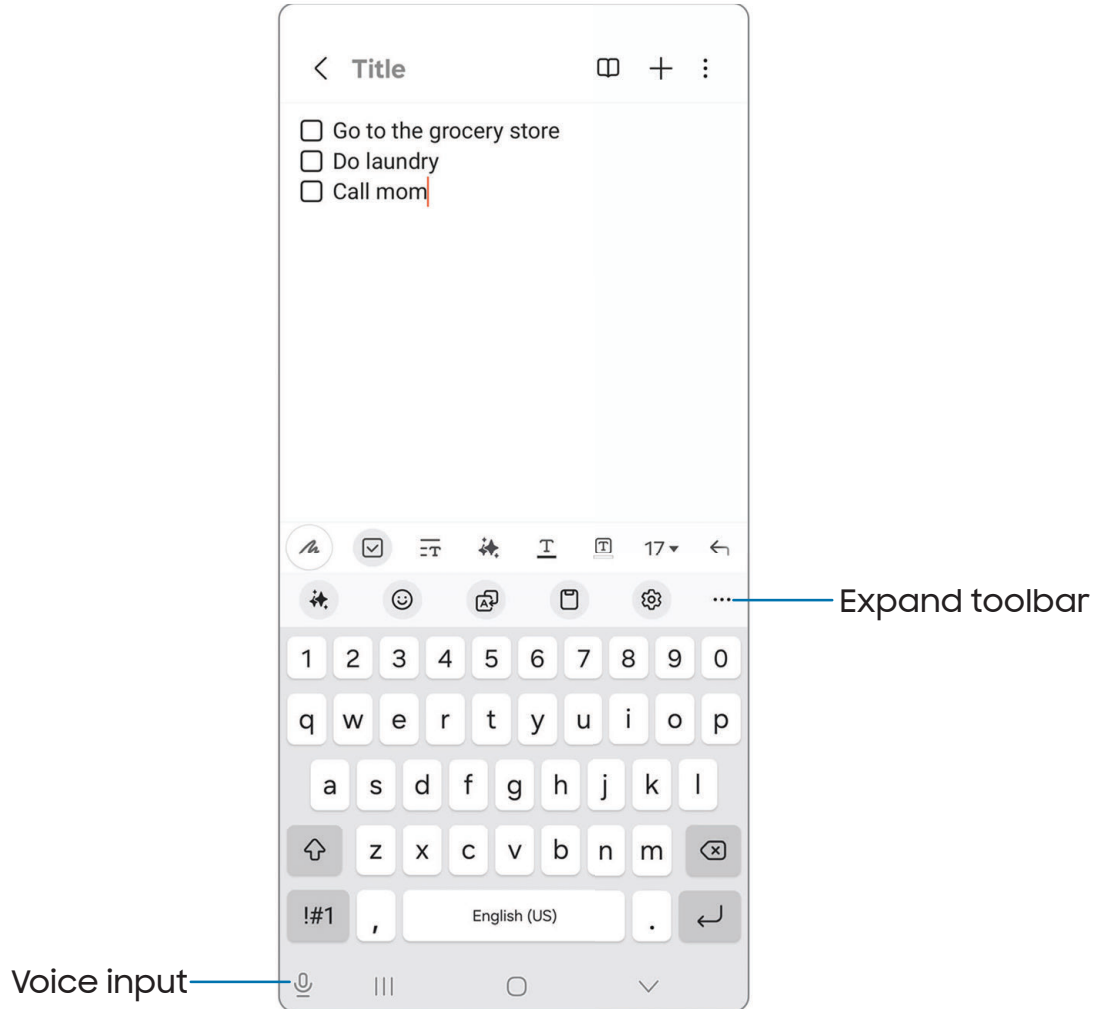 Title
Go to the grocery store
Do laundry
Call mom
T
T
T
17
A
Expand toolbar
1 2 3 4 5 6 7 8 9 0
q w e r t y u i o p
a s d f g h j k l
z x c v b n m
!#1 , English (US) .
Voice input